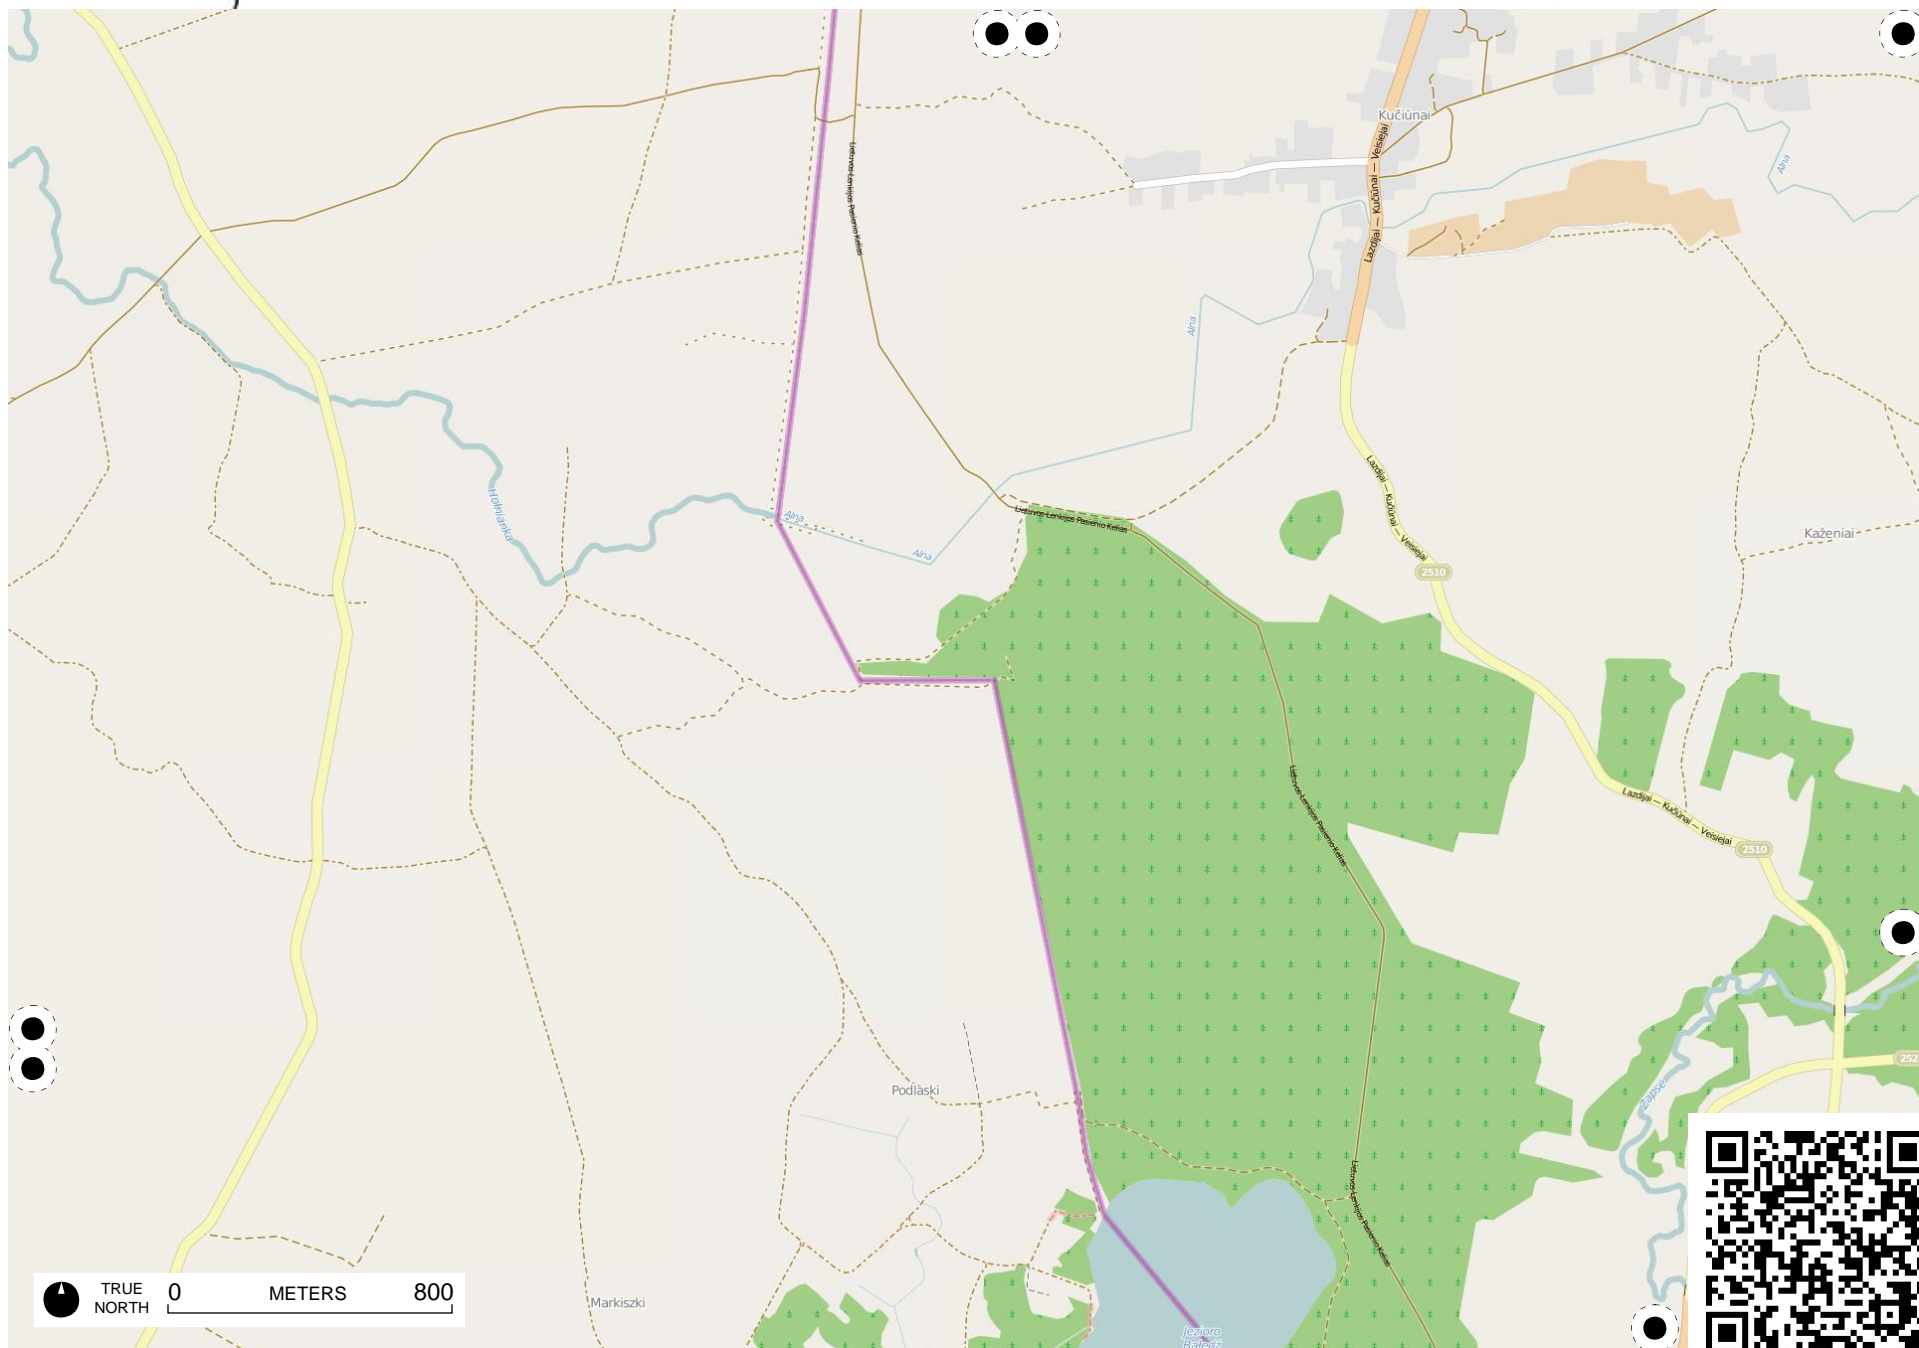 Kučiūnai
Lazdijai — Kučiūnai — Veisiejai
Alna
Lietuvos-Lenkijos Pasienio Kelias
Alna
Lazdijai — Kučiūnai — Veisiejai
Holnianka
Alna
Lietuvos-Lenkijos Pasienio Kelias
Alna
Kaženiai
2510
Lietuvos-Lenkijos Pasienio Kelias
Lazdijai — Kučiūnai — Veisiejai
2510
252
Podlaski
Zapsė
Lietuvos-Lenkijos Pasienio Kelias
TRUE
NORTH
0 METERS 800
Markiszki
Jezioro